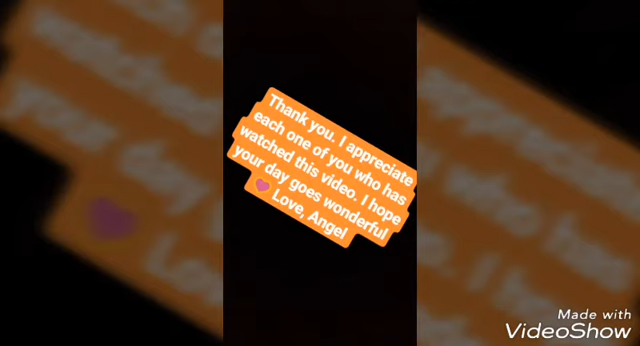 Thank you. I appreciate
each one of you who has
watched this video. I hope
your day goes wonderful
💗 Love, Angel
Made with
VideoShow